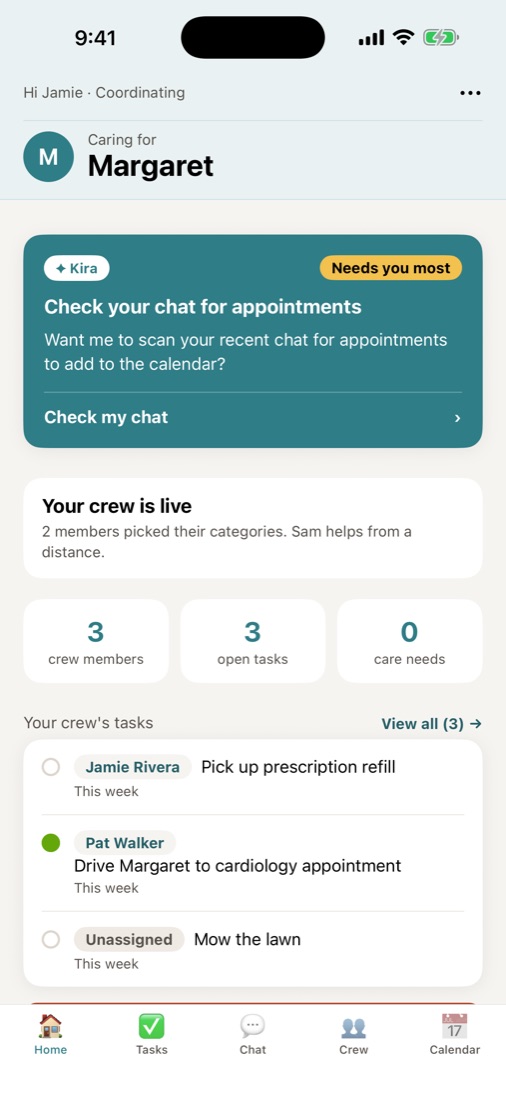 9:41
Hi Jamie · Coordinating
M
Caring for
Margaret
✦ Kira
Needs you most
Check your chat for appointments
Want me to scan your recent chat for appointments
to add to the calendar?
Check my chat ›
Your crew is live
2 members picked their categories. Sam helps from a
distance.
3
crew members
3
open tasks
0
care needs
Your crew's tasks
View all (3) →
Jamie Rivera Pick up prescription refill
This week
Pat Walker
Drive Margaret to cardiology appointment
This week
Unassigned Mow the lawn
This week
Home
Tasks
Chat
Crew
17
Calendar